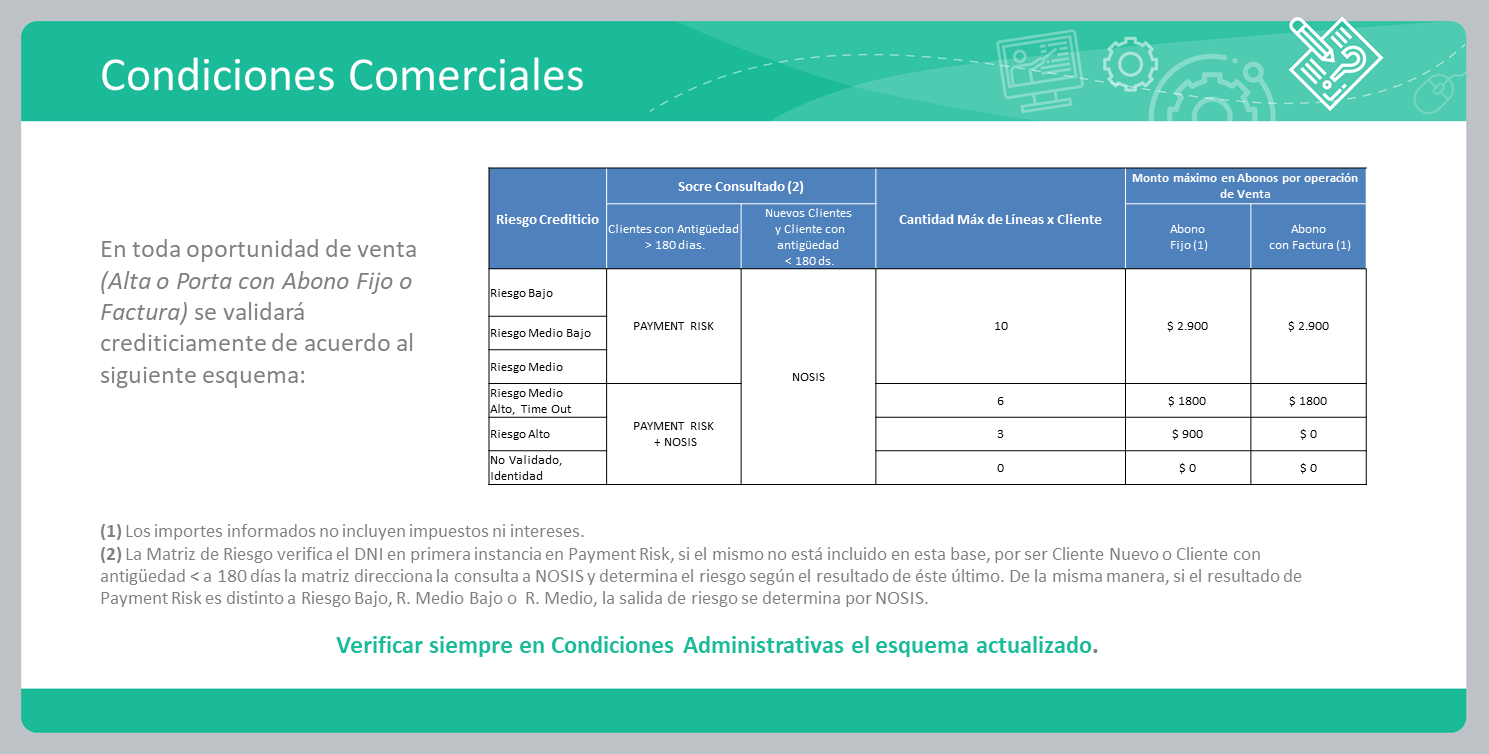 Condiciones Comerciales
En toda oportunidad de venta
(Alta o Porta con Abono Fijo o
Factura) se validará
crediticiamente de acuerdo al
siguiente esquema:
Riesgo Crediticio
Socre Consultado (2)
Clientes con Antigüedad
> 180 dias.
Nuevos Clientes
y Cliente con
antigüedad
< 180 ds.
Cantidad Máx de Líneas x Cliente
Monto máximo en Abonos por operación
de Venta
Abono
Fijo (1)
Abono
con Factura (1)
Riesgo Bajo
Riesgo Medio Bajo
Riesgo Medio
PAYMENT RISK
NOSIS
10
$ 2.900
$ 2.900
Riesgo Medio
Alto, Time Out
PAYMENT RISK
+ NOSIS
6
$ 1800
$ 1800
Riesgo Alto
3
$ 900
$ 0
No Validado,
Identidad
0
$ 0
$ 0
(1) Los importes informados no incluyen impuestos ni intereses.
(2) La Matriz de Riesgo verifica el DNI en primera instancia en Payment Risk, si el mismo no está incluido en esta base, por ser Cliente Nuevo o Cliente con
antigüedad < a 180 días la matriz direcciona la consulta a NOSIS y determina el riesgo según el resultado de éste último. De la misma manera, si el resultado de
Payment Risk es distinto a Riesgo Bajo, R. Medio Bajo o R. Medio, la salida de riesgo se determina por NOSIS.
Verificar siempre en Condiciones Administrativas el esquema actualizado.